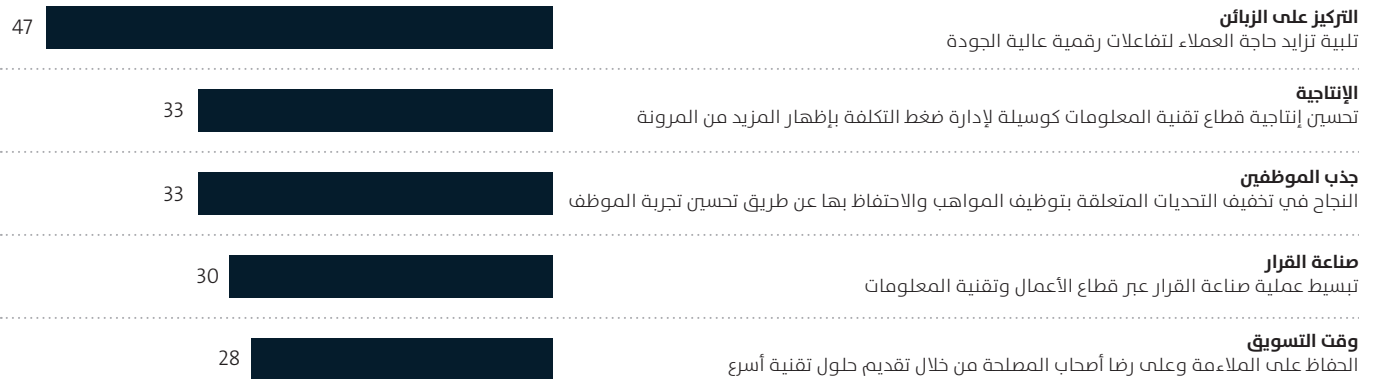 التركيز على الزبائن
تلبية تزايد حاجة العملاء لتفاعلات رقمية عالية الجودة
47
الإنتاجية
تحسين إنتاجية قطاع تقنية المعلومات كوسيلة لإدارة ضغط التكلفة بإظهار المزيد من المرونة
33
جذب الموظفين
النجاح في تخفيف التحديات المتعلقة بتوظيف المواهب والاحتفاظ بها عن طريق تحسين تجربة الموظف
33
صناعة القرار
تبسيط عملية صناعة القرار عبر قطاع الأعمال وتقنية المعلومات
30
وقت التسويق
الحفاظ على الملاءمة وعلى رضا أصحاب المصلحة من خلال تقديم حلول تقنية أسرع
28